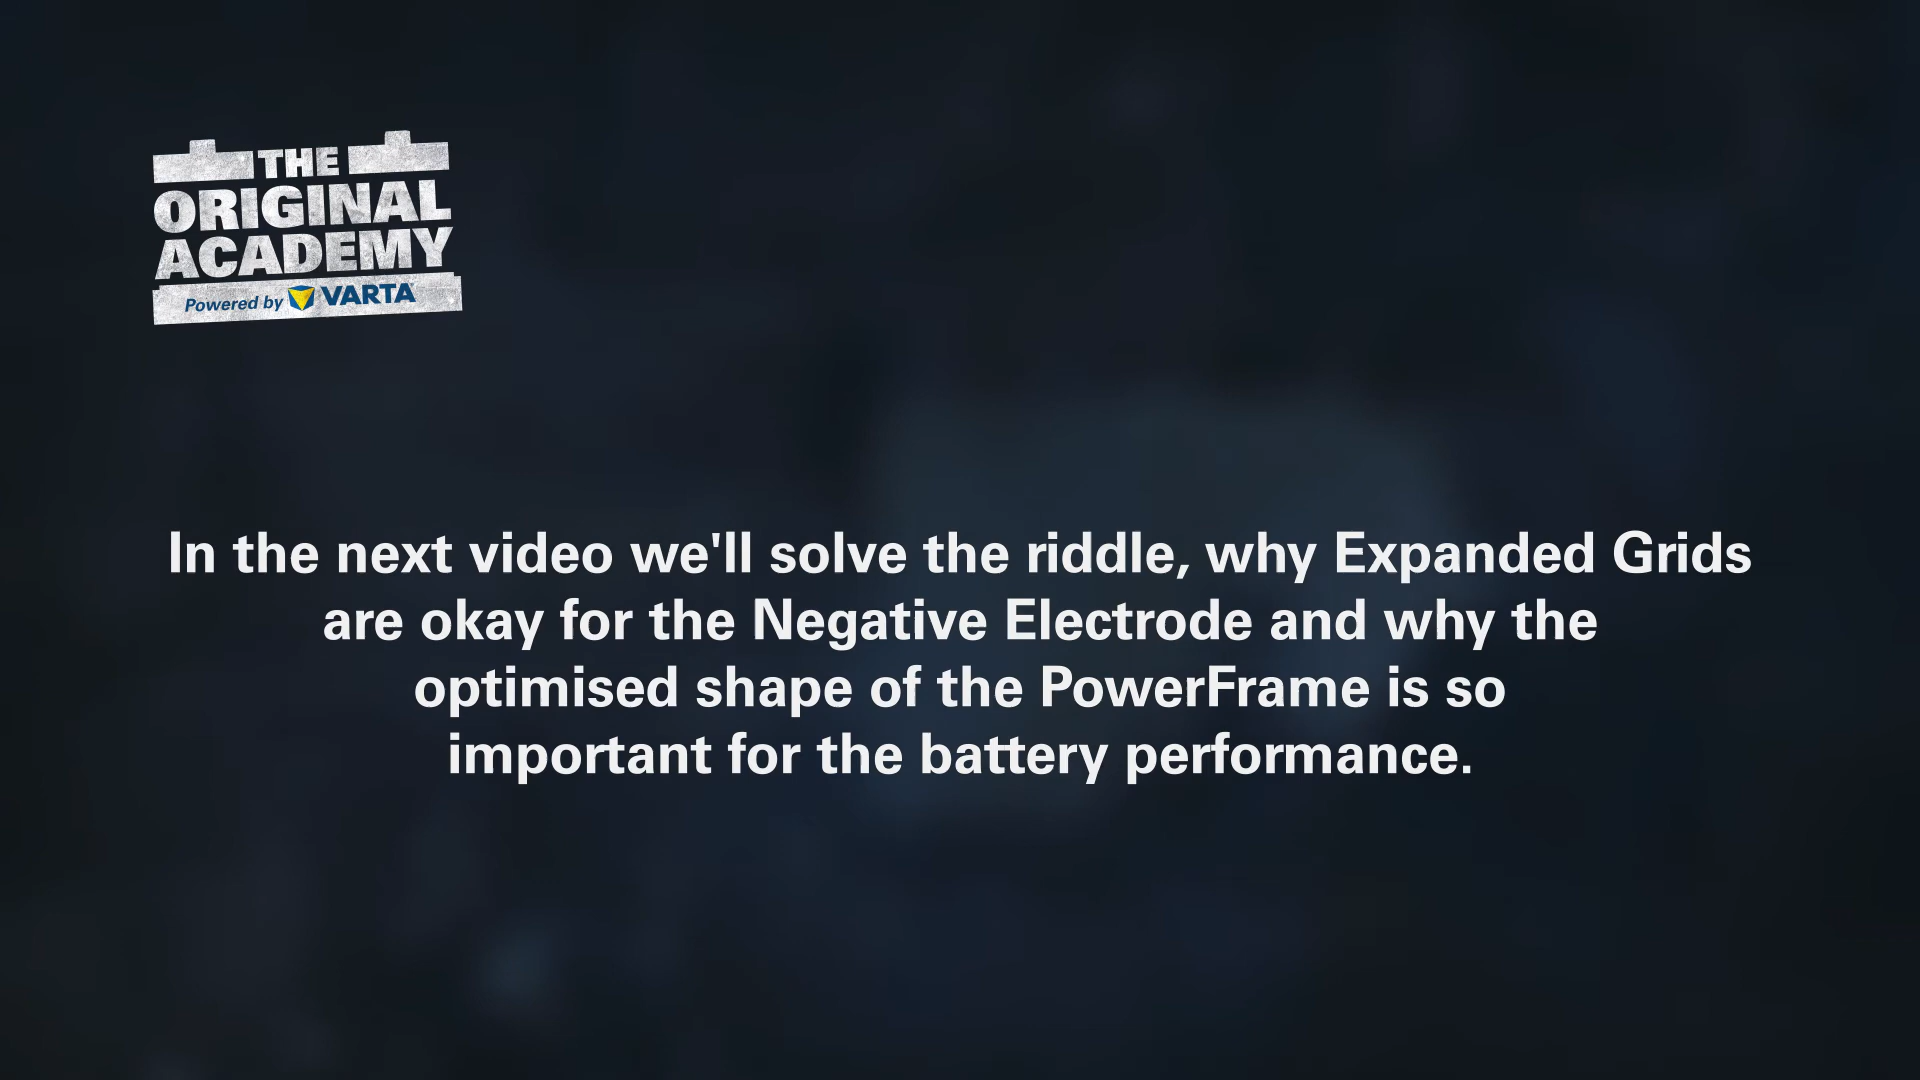 THE
ORIGINAL
ACADEMY
Powered by VARTA
In the next video we'll solve the riddle, why Expanded Grids
are okay for the Negative Electrode and why the
optimised shape of the PowerFrame is so
important for the battery performance.